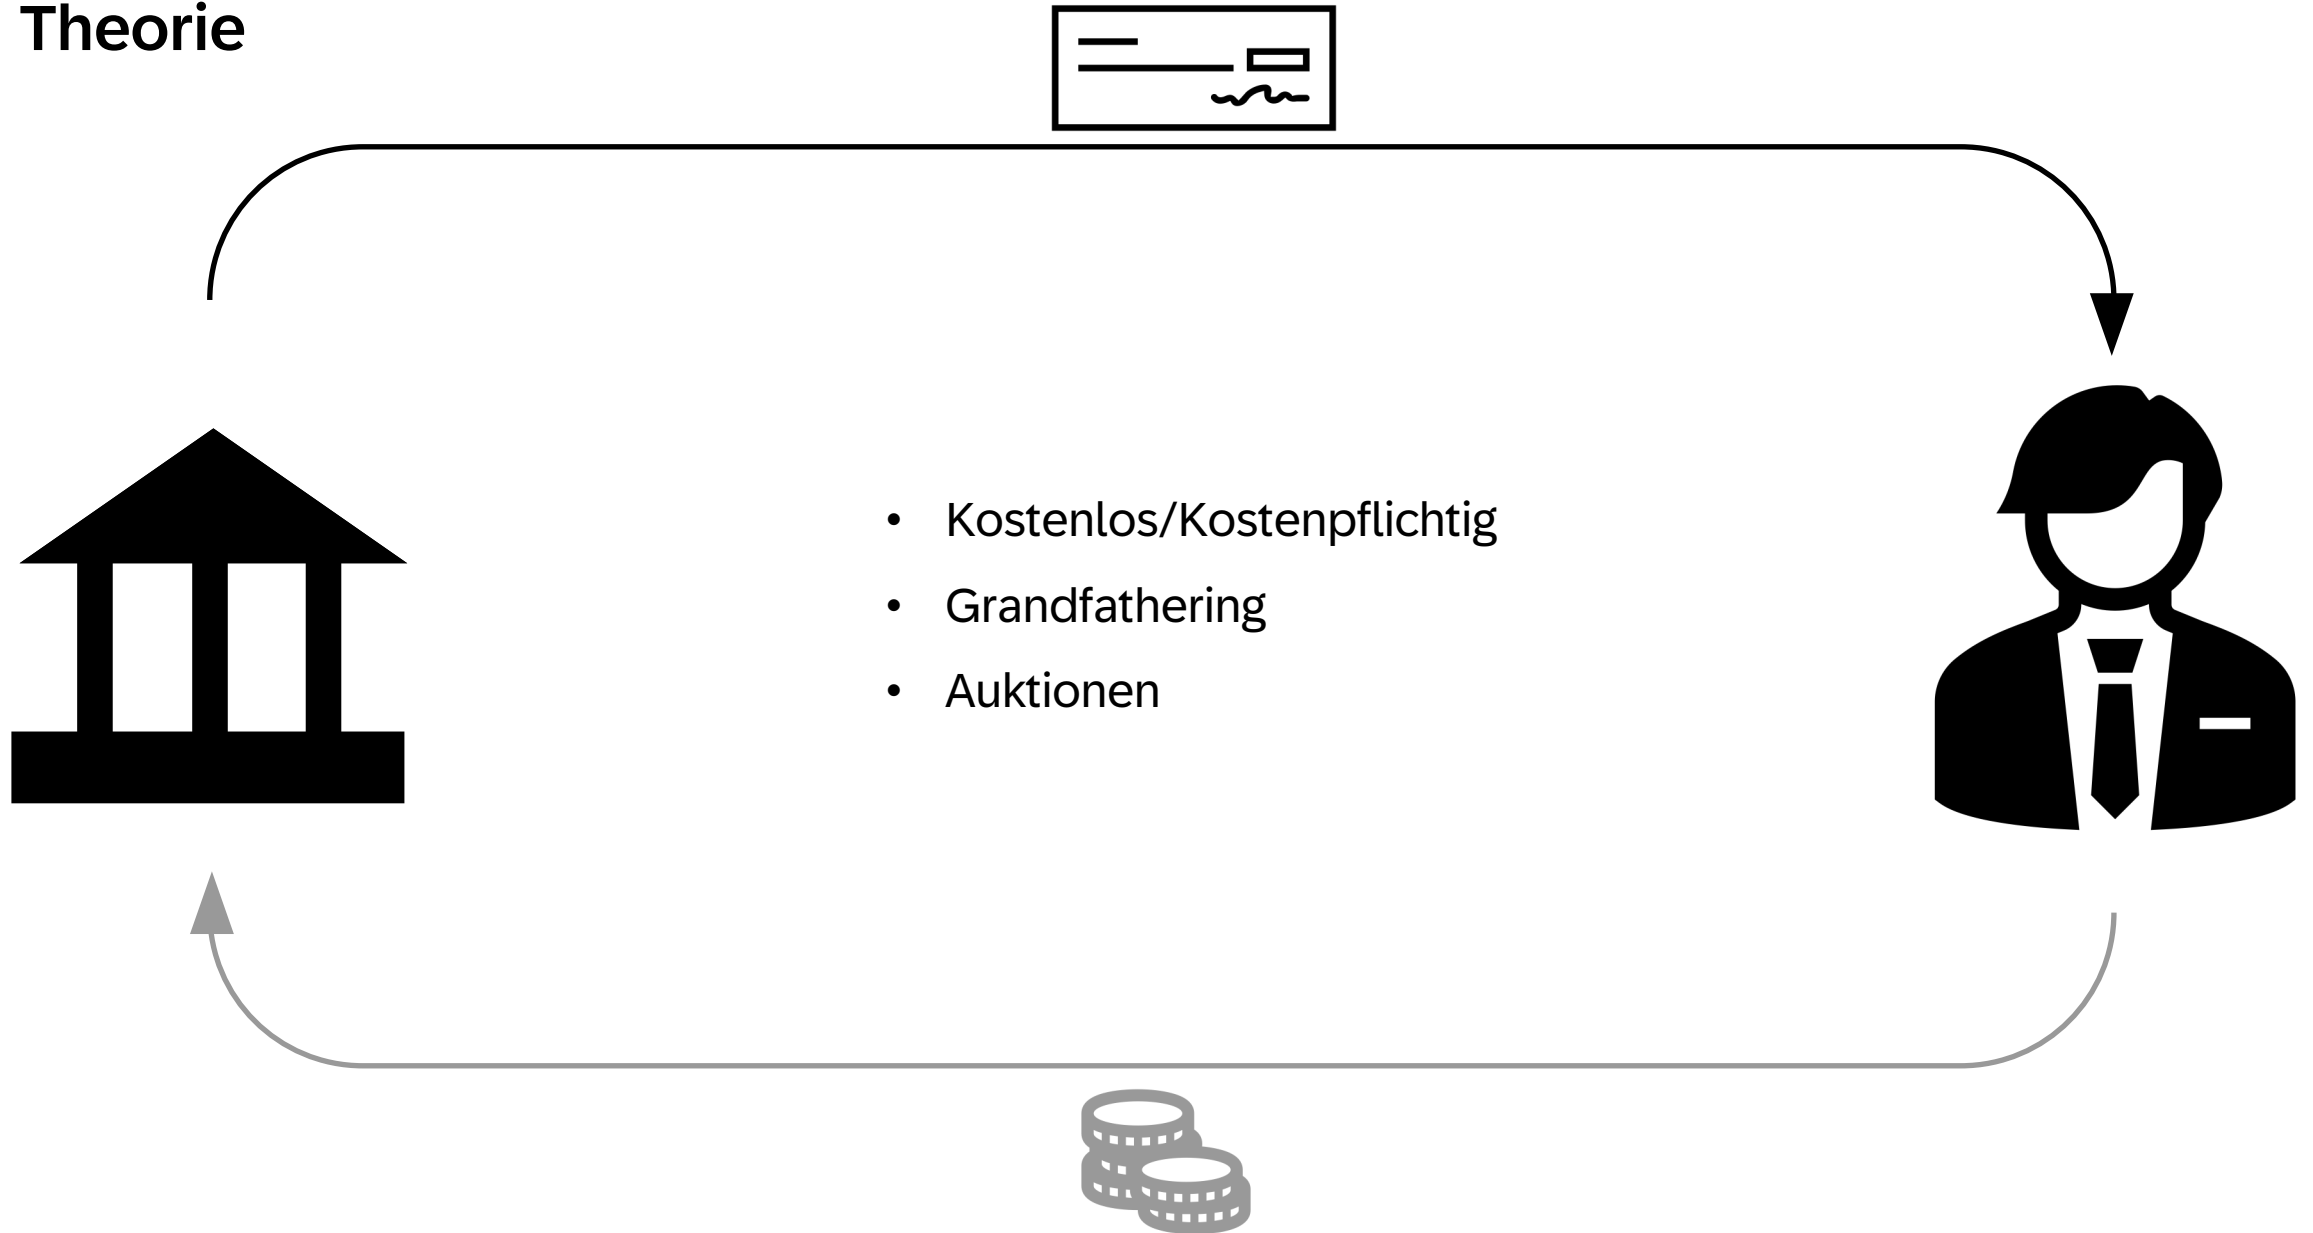 Theorie
• Kostenlos/Kostenpflichtig
• Grandfathering
• Auktionen